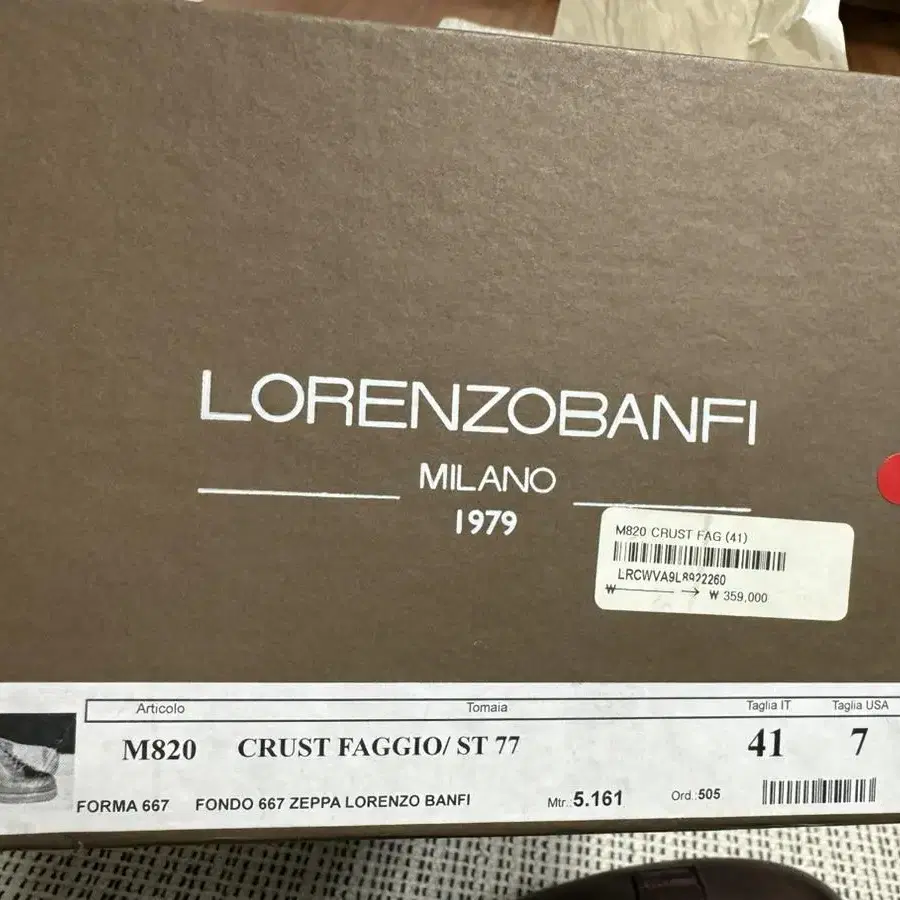 LORENZOBANFI
MILANO
1979
M820 CRUST FAG (41)
LRCWVA9L8922260
₩ → ₩ 359,000
Articolo Tomaia Taglia IT Taglia USA
M820 CRUST FAGGIO/ ST 77 41 7
FORMA 667 FONDO 667 ZEPPA LORENZO BANFI Mtr.:5.161 Ord.:505